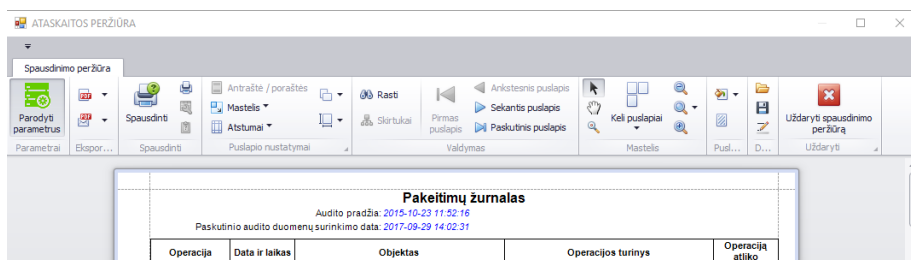 ATASKAITOS PERŽIŪRA
Spausdinimo peržiūra
Parodyti
parametrus
Parametrai
PDF
PDF
Ekspor...
Spausdinti
Spausdinti
Antraštė / poraštės
Mastelis
Atstumai
Puslapio nustatymai
Rasti
Skirtukai
Pirmas
puslapis
Ankstesnis puslapis
Sekantis puslapis
Paskutinis puslapis
Valdymas
Keli puslapiai
Mastelis
Pusl...
D...
Uždaryti spausdinimo
peržiūrą
Uždaryti
Pakeitimų žurnalas
Audito pradžia: 2015-10-23 11:52:16
Paskutinio audito duomenų surinkimo data: 2017-09-29 14:02:31
Operacija Data ir laikas Objektas Operacijos turinys Operaciją
atliko